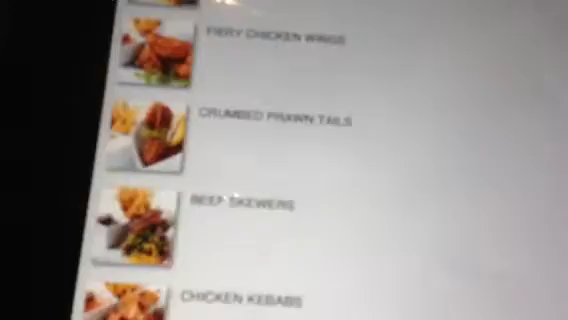 FIERY CHICKEN WINGS
CRUMBED PRAWN TAILS
BEEF SKEWERS
CHICKEN KEBABS